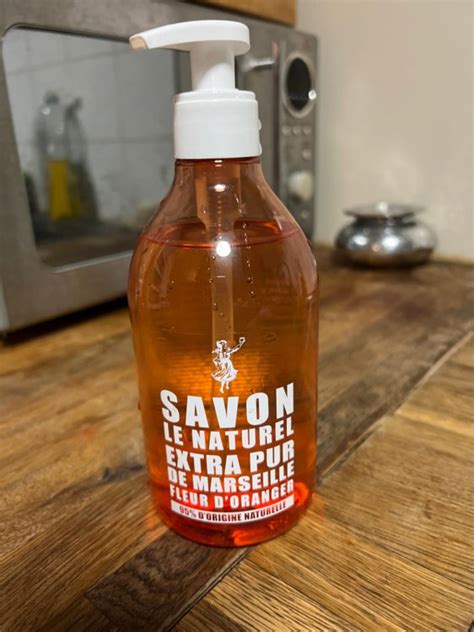 SAVON
LE NATUREL
EXTRA PUR
DE MARSEILLE
FLEUR D'ORANGER
95% D'ORIGINE NATURELLE